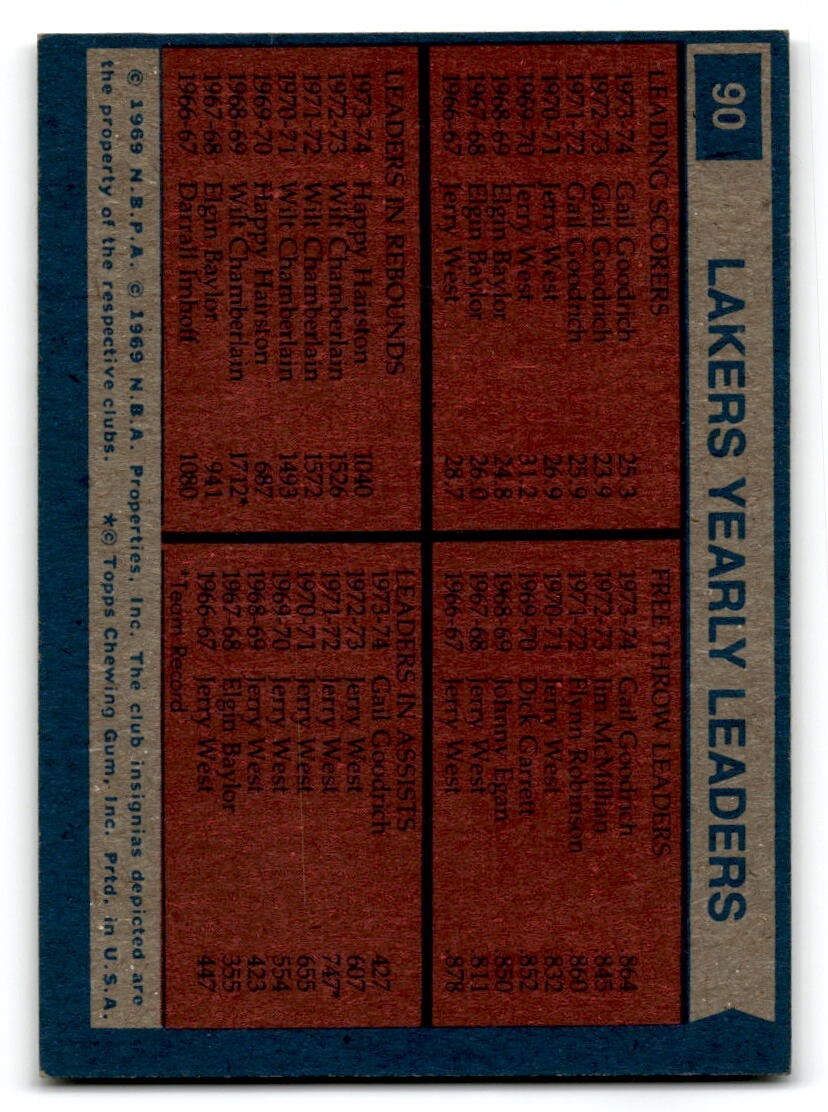 90
LAKERS YEARLY LEADERS
LEADING SCORERS
1973-74 Gail Goodrich 25.3
1972-73 Gail Goodrich 23.9
1971-72 Gail Goodrich 25.9
1970-71 Jerry West 26.9
1969-70 Jerry West 31.2
1968-69 Elgin Baylor 24.8
1967-68 Elgin Baylor 26.0
1966-67 Jerry West 28.7
FREE THROW LEADERS
1973-74 Gail Goodrich .864
1972-73 Jim McMillian .845
1971-72 Flynn Robinson .860
1970-71 Jerry West .832
1969-70 Dick Garrett .852
1968-69 Johnny Egan .850
1967-68 Jerry West .811
1966-67 Jerry West .878
LEADERS IN REBOUNDS
1973-74 Happy Hairston 1040
1972-73 Wilt Chamberlain 1526
1971-72 Wilt Chamberlain 1572
1970-71 Wilt Chamberlain 1493
1969-70 Happy Hairston 687
1968-69 Wilt Chamberlain 1712*
1967-68 Elgin Baylor 941
1966-67 Darrall Imhoff 1080
LEADERS IN ASSISTS
1973-74 Gail Goodrich 427
1972-73 Jerry West 607
1971-72 Jerry West 747*
1970-71 Jerry West 655
1969-70 Jerry West 554
1968-69 Jerry West 423
1967-68 Elgin Baylor 355
1966-67 Jerry West 447
*Team Record
© 1969 N.B.P.A. © 1969 N.B.A. Properties, Inc. The club insignias depicted are
the property of the respective clubs. *© Topps Chewing Gum, Inc. Prtd. in U.S.A.